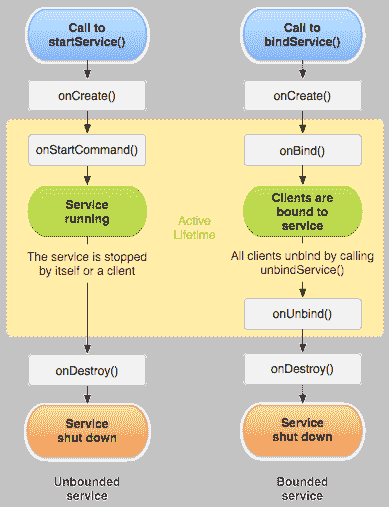 Call to
startService()
onCreate()
onStartCommand()
Service
running
The service is stopped
by itself or a client
onDestroy()
Service
shut down
Unbounded
service
Active
Lifetime
Call to
bindService()
onCreate()
onBind()
Clients are
bound to
service
All clients unbind by calling
unbindService()
onUnbind()
onDestroy()
Service
shut down
Bounded
service